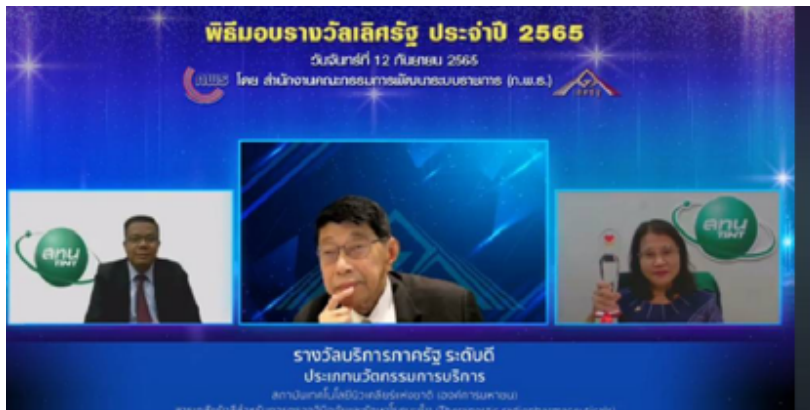 พิธีมอบรางวัลเลิศรัฐ ประจำปี 2565
วันจันทร์ที่ 12 กันยายน 2565
กพร โดย สำนักงานคณะกรรมการพัฒนาระบบราชการ (ก.พ.ร.)
สทน
TINT
สทน
TINT
รางวัลบริการภาครัฐ ระดับดี
ประเภทนวัตกรรมการบริการ
สถาบันเทคโนโลยีนิวเคลียร์แห่งชาติ (องค์การมหาชน)